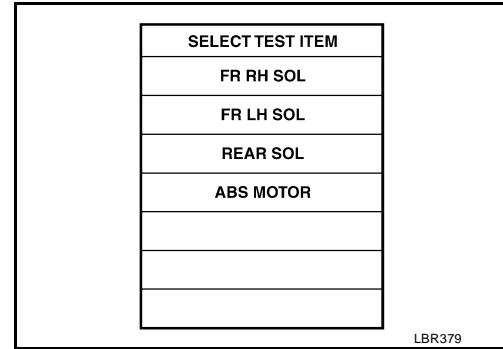 SELECT TEST ITEM
FR RH SOL
FR LH SOL
REAR SOL
ABS MOTOR
LBR379